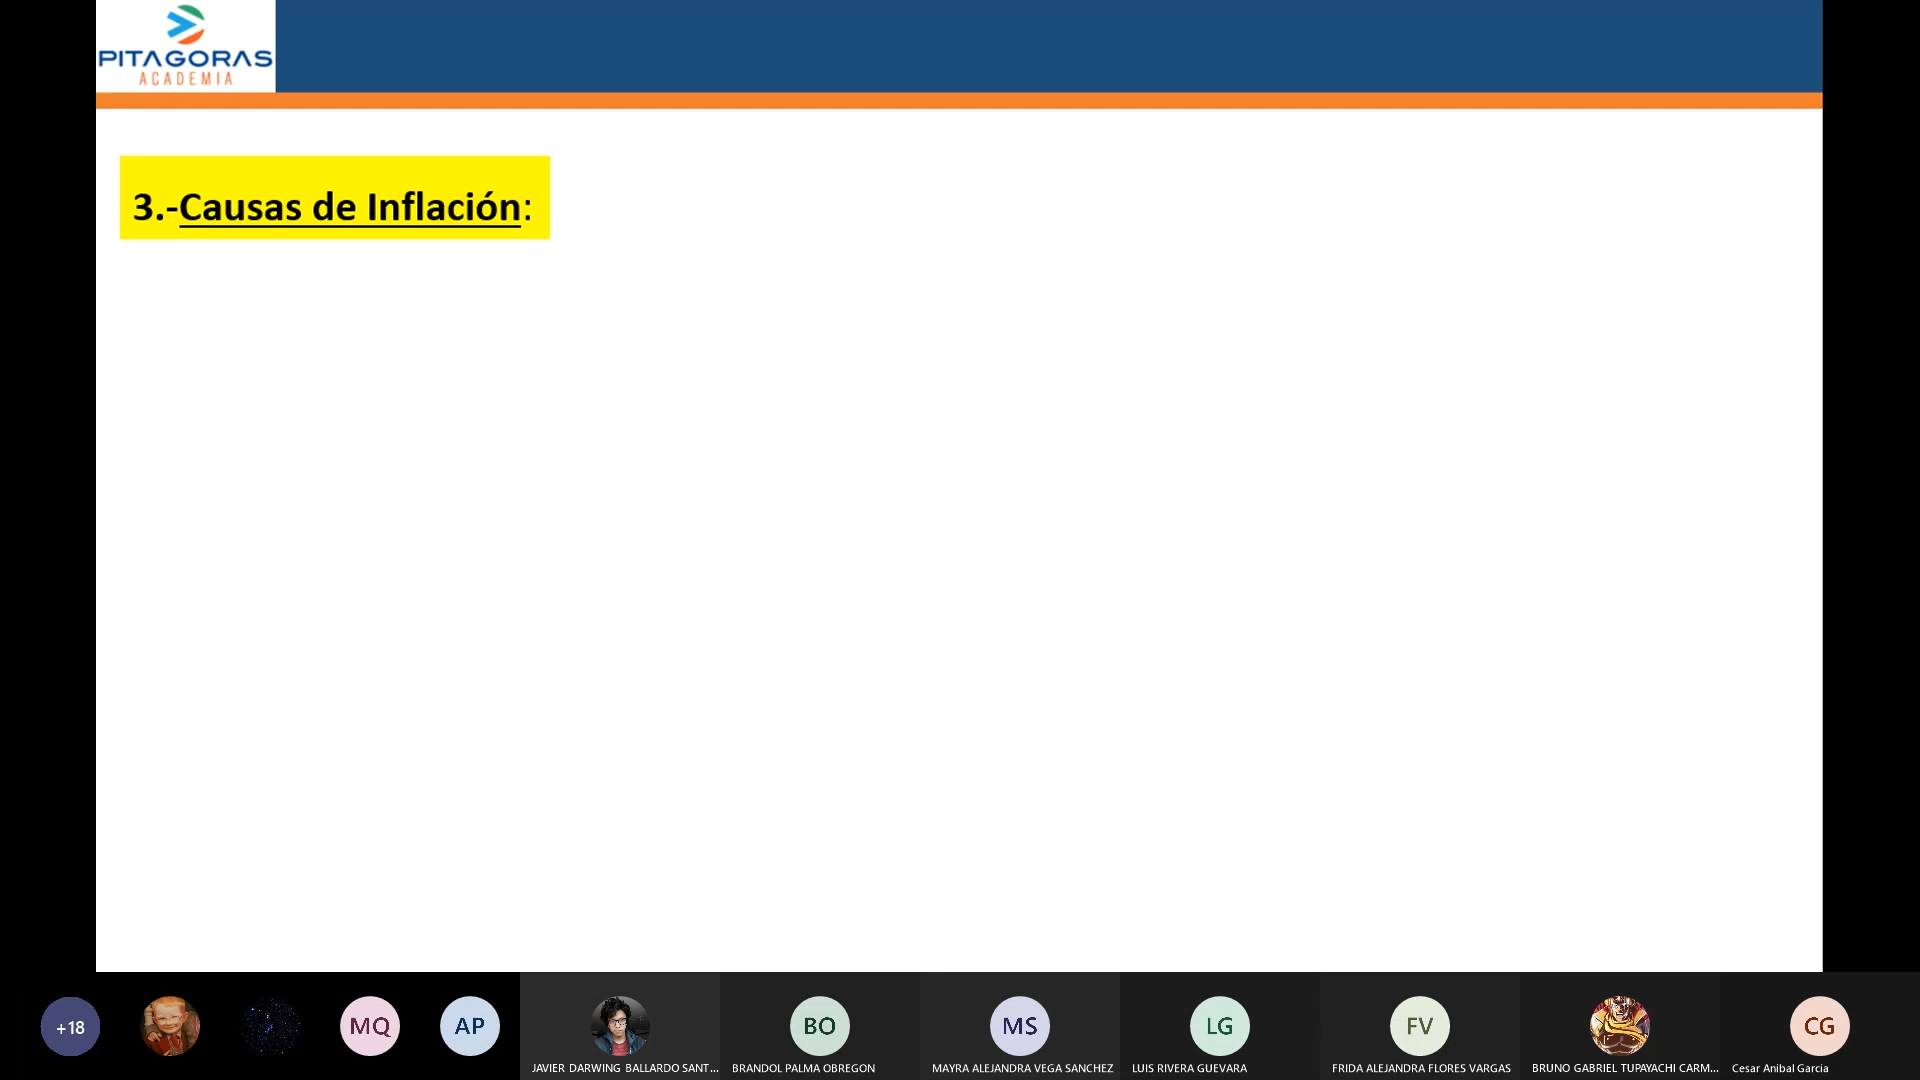 PITAGORAS
ACADEMIA
3.-Causas de Inflación:
+18
MQ
AP
BO
MS
LG
FV
CG
JAVIER DARWING BALLARDO SANT...
BRANDOL PALMA OBREGON
MAYRA ALEJANDRA VEGA SANCHEZ
LUIS RIVERA GUEVARA
FRIDA ALEJANDRA FLORES VARGAS
BRUNO GABRIEL TUPAYACHI CARM...
Cesar Anibal Garcia